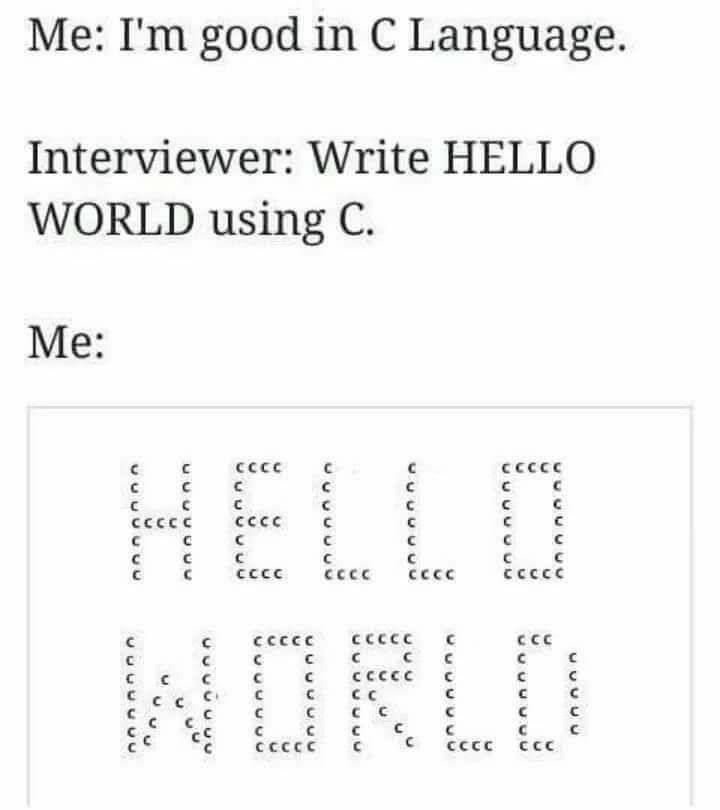 Me: I'm good in C Language.
Interviewer: Write HELLO
WORLD using C.
Me:
HELLO
WORLD